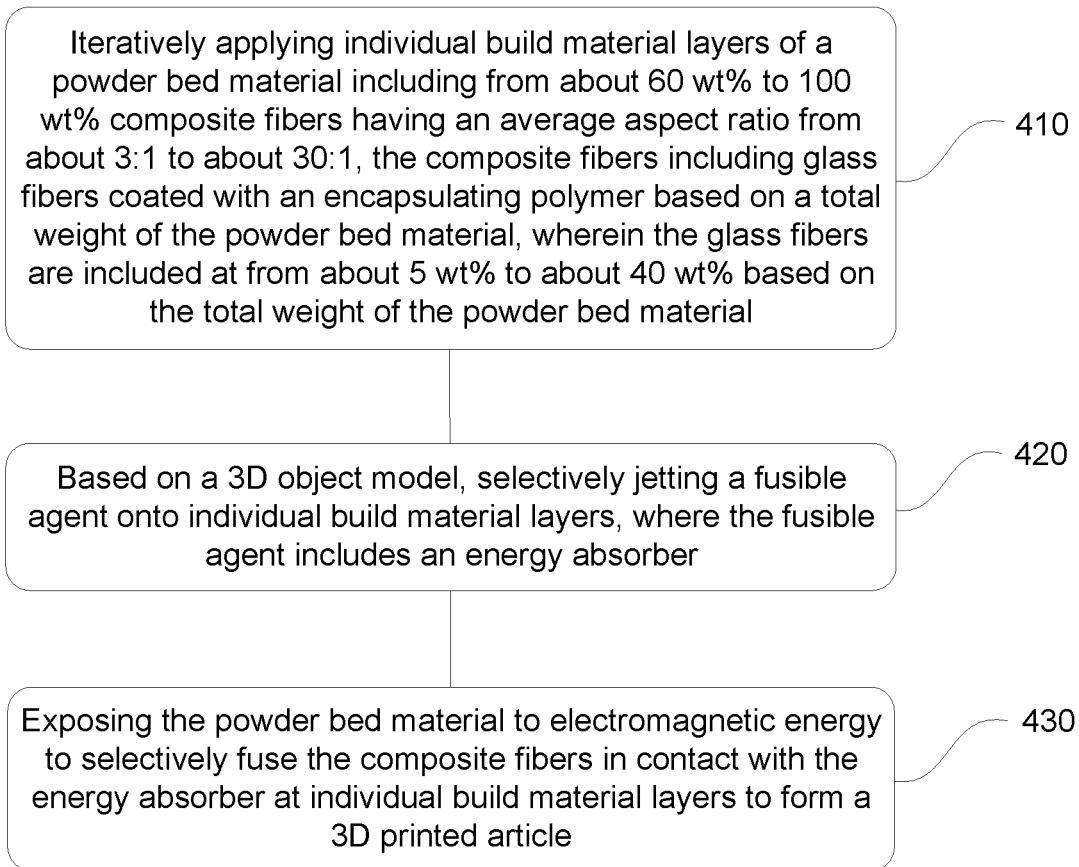 Iteratively applying individual build material layers of a
powder bed material including from about 60 wt% to 100
wt% composite fibers having an average aspect ratio from
about 3:1 to about 30:1, the composite fibers including glass
fibers coated with an encapsulating polymer based on a total
weight of the powder bed material, wherein the glass fibers
are included at from about 5 wt% to about 40 wt% based on
the total weight of the powder bed material
410
Based on a 3D object model, selectively jetting a fusible
agent onto individual build material layers, where the fusible
agent includes an energy absorber
420
Exposing the powder bed material to electromagnetic energy
to selectively fuse the composite fibers in contact with the
energy absorber at individual build material layers to form a
3D printed article
430